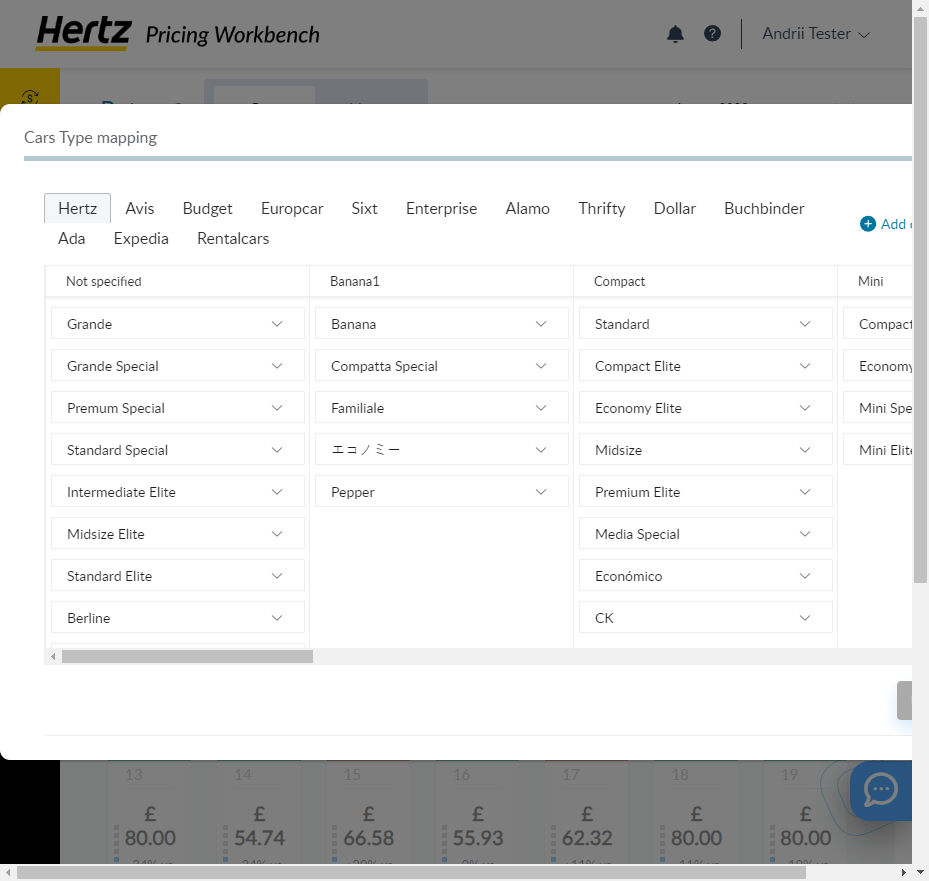 Hertz Pricing Workbench
Andrii Tester
Cars Type mapping
Hertz Avis Budget Europcar Sixt Enterprise Alamo Thrifty Dollar Buchbinder
Ada Expedia Rentalcars
Add
Not specified Banana1 Compact Mini
Grande Banana Standard Compact
Grande Special Compatta Special Compact Elite Economy
Premum Special Familiale Economy Elite Mini Spe
Standard Special エコノミー Midsize Mini Elite
Intermediate Elite Pepper Premium Elite
Midsize Elite Media Special
Standard Elite Económico
Berline CK
13 14 15 16 17 18 19
£ £ £ £ £ £ £
80.00 54.74 66.58 55.93 62.32 80.00 80.00